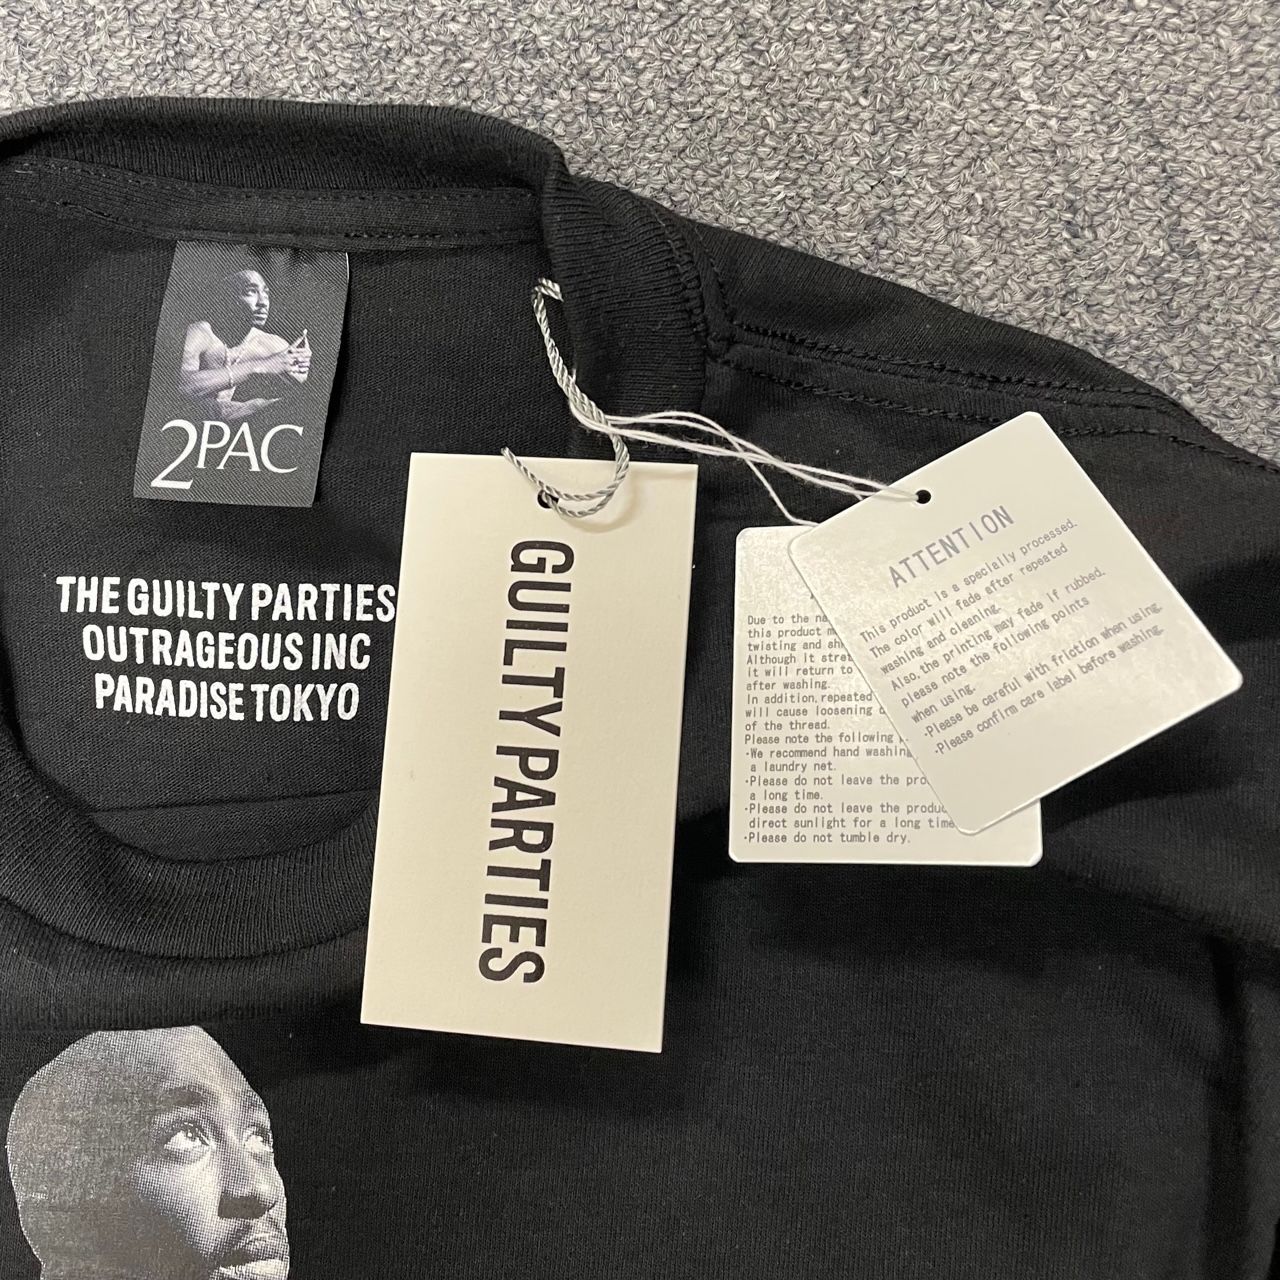 2PAC
THE GUILTY PARTIES
OUTRAGEOUS INC
PARADISE TOKYO
GUILTY PARTIES
Due to the
this product
twisting and
Although it
it will return to
after washing.
In addition, repeated
will cause loosening
of the thread.
Please note the following
·We recommend hand
a laundry net.
·Please do not leave the
a long time.
·Please do not leave the
direct sunlight for a long time
·Please do not tumble dry.
ATTENTION
This product is a specially processed.
The color will fade after repeated
washing and cleaning.
Also, the printing may fade if rubbed.
please note the following points
when using.
·Please be careful with friction when using.
·Please confirm care label before washing.